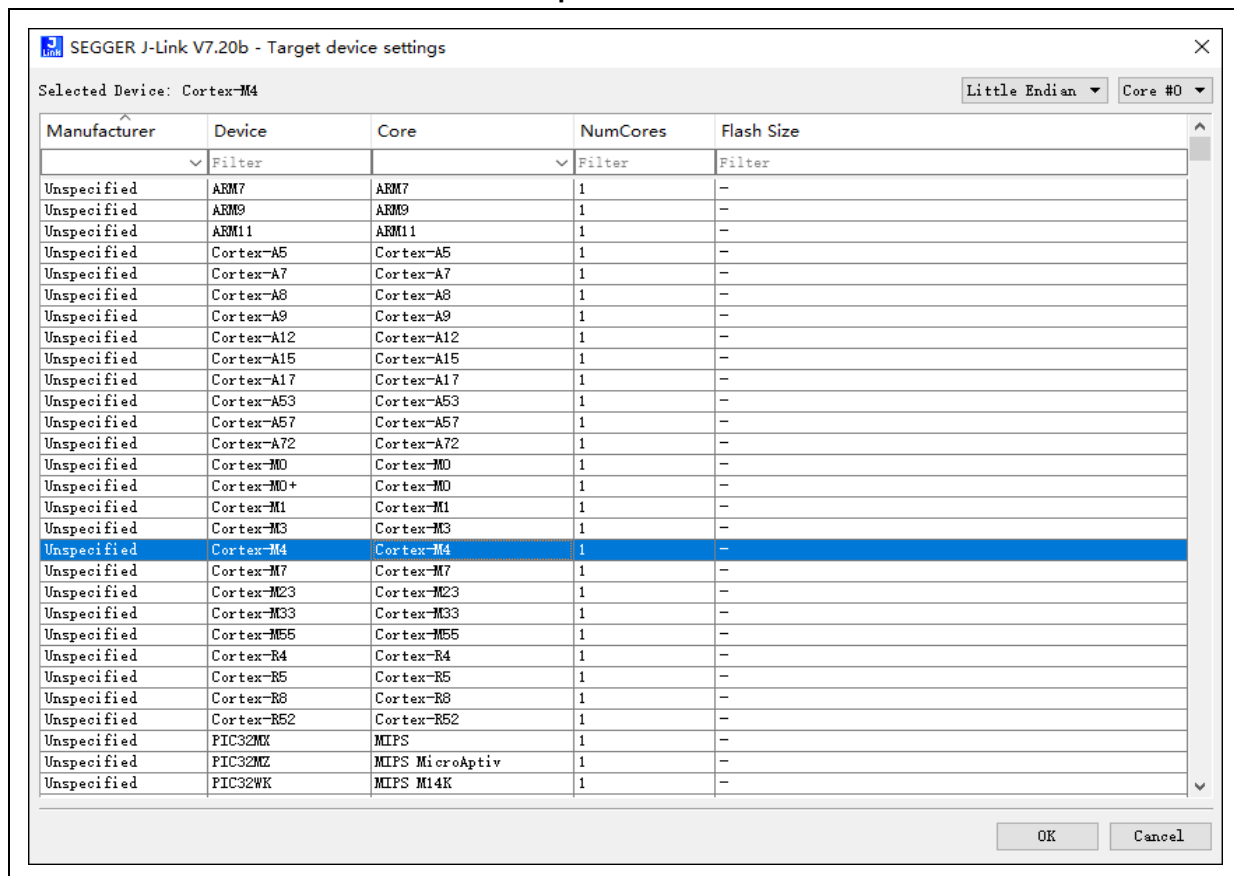 J Link SEGGER J-Link V7.20b - Target device settings
Selected Device: Cortex-M4 Little Endian Core #0
Manufacturer Device Core NumCores Flash Size
Filter Filter Filter
Unspecified ARM7 ARM7 1 -
Unspecified ARM9 ARM9 1 -
Unspecified ARM11 ARM11 1 -
Unspecified Cortex-A5 Cortex-A5 1 -
Unspecified Cortex-A7 Cortex-A7 1 -
Unspecified Cortex-A8 Cortex-A8 1 -
Unspecified Cortex-A9 Cortex-A9 1 -
Unspecified Cortex-A12 Cortex-A12 1 -
Unspecified Cortex-A15 Cortex-A15 1 -
Unspecified Cortex-A17 Cortex-A17 1 -
Unspecified Cortex-A53 Cortex-A53 1 -
Unspecified Cortex-A57 Cortex-A57 1 -
Unspecified Cortex-A72 Cortex-A72 1 -
Unspecified Cortex-M0 Cortex-M0 1 -
Unspecified Cortex-M0+ Cortex-M0 1 -
Unspecified Cortex-M1 Cortex-M1 1 -
Unspecified Cortex-M3 Cortex-M3 1 -
Unspecified Cortex-M4 Cortex-M4 1 -
Unspecified Cortex-M7 Cortex-M7 1 -
Unspecified Cortex-M23 Cortex-M23 1 -
Unspecified Cortex-M33 Cortex-M33 1 -
Unspecified Cortex-M55 Cortex-M55 1 -
Unspecified Cortex-R4 Cortex-R4 1 -
Unspecified Cortex-R5 Cortex-R5 1 -
Unspecified Cortex-R8 Cortex-R8 1 -
Unspecified Cortex-R52 Cortex-R52 1 -
Unspecified PIC32MX MIPS 1 -
Unspecified PIC32MZ MIPS MicroAptiv 1 -
Unspecified PIC32WK MIPS M14K 1 -
OK Cancel